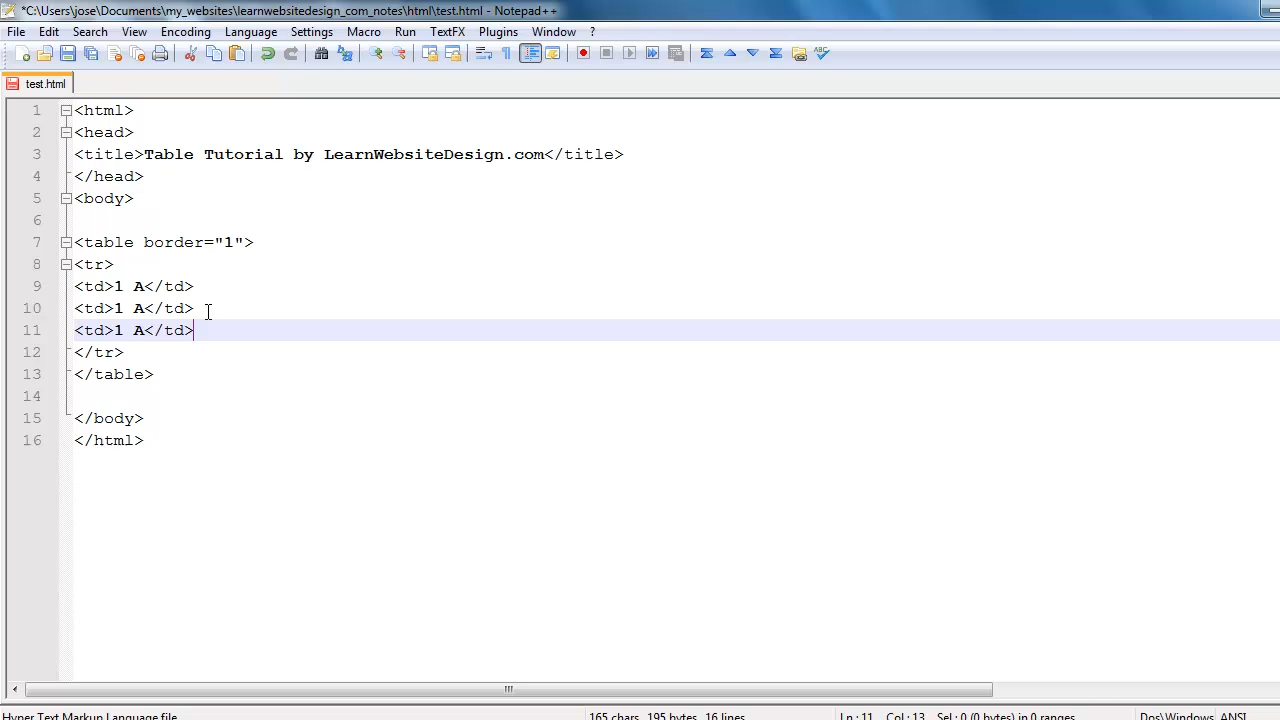 *C:\Users\jose\Documents\my_websites\learnwebsitedesign_com_notes\html\test.html - Notepad++
File Edit Search View Encoding Language Settings Macro Run TextFX Plugins Window ?
test.html
1 <html>
2 <head>
3 <title>Table Tutorial by LearnWebsiteDesign.com</title>
4 </head>
5 <body>
6
7 <table border="1">
8 <tr>
9 <td>1 A</td>
10 <td>1 A</td>
11 <td>1 A</td>
12 </tr>
13 </table>
14
15 </body>
16 </html>
Hyper Text Markup Language file 165 chars 195 bytes 16 lines Ln : 11 Col : 13 Sel : 0 (0 bytes) in 0 ranges Dos\Windows ANSI